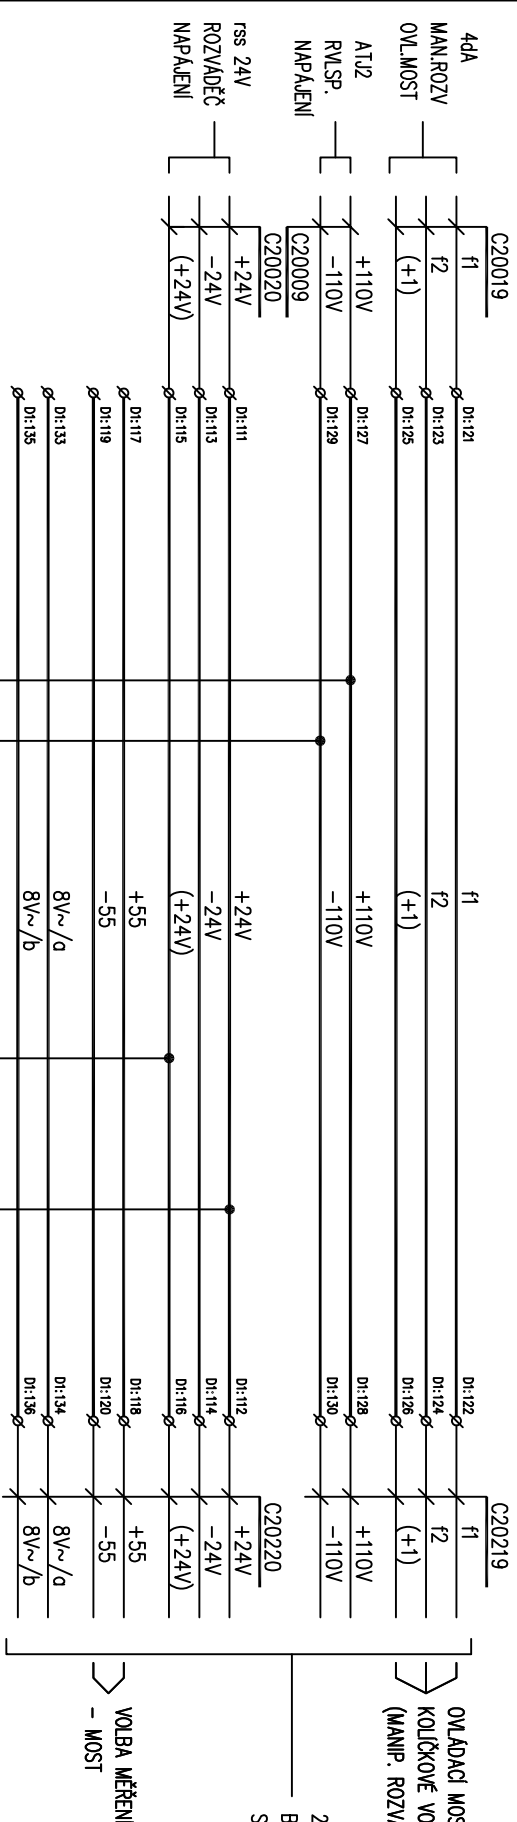 4dA
MAN.ROZV
OVL.MOST
ATJ2
RVLSP.
NAPÁJENÍ
rss 24V
ROZVÁDĚČ
NAPÁJENÍ
C20019
f1
f2
(+1)
+110V
-110V
C20009
C20020
+24V
-24V
(+24V)
D1:121
D1:123
D1:125
D1:127
D1:129
D1:111
D1:113
D1:115
D1:117
D1:119
D1:133
D1:135
f1
f2
(+1)
+110V
-110V
+24V
-24V
(+24V)
+55
-55
8V~/a
8V~/b
D1:122
D1:124
D1:126
D1:128
D1:130
D1:112
D1:114
D1:116
D1:118
D1:120
D1:134
D1:136
C20219
f1
f2
(+1)
+110V
-110V
C20220
+24V
-24V
(+24V)
+55
-55
8V~/a
8V~/b
OVLÁDACÍ MOS
KOLÍČKOVÉ VO
(MANIP. ROZV
2
B
S
VOLBA MĚŘENÍ
- MOST